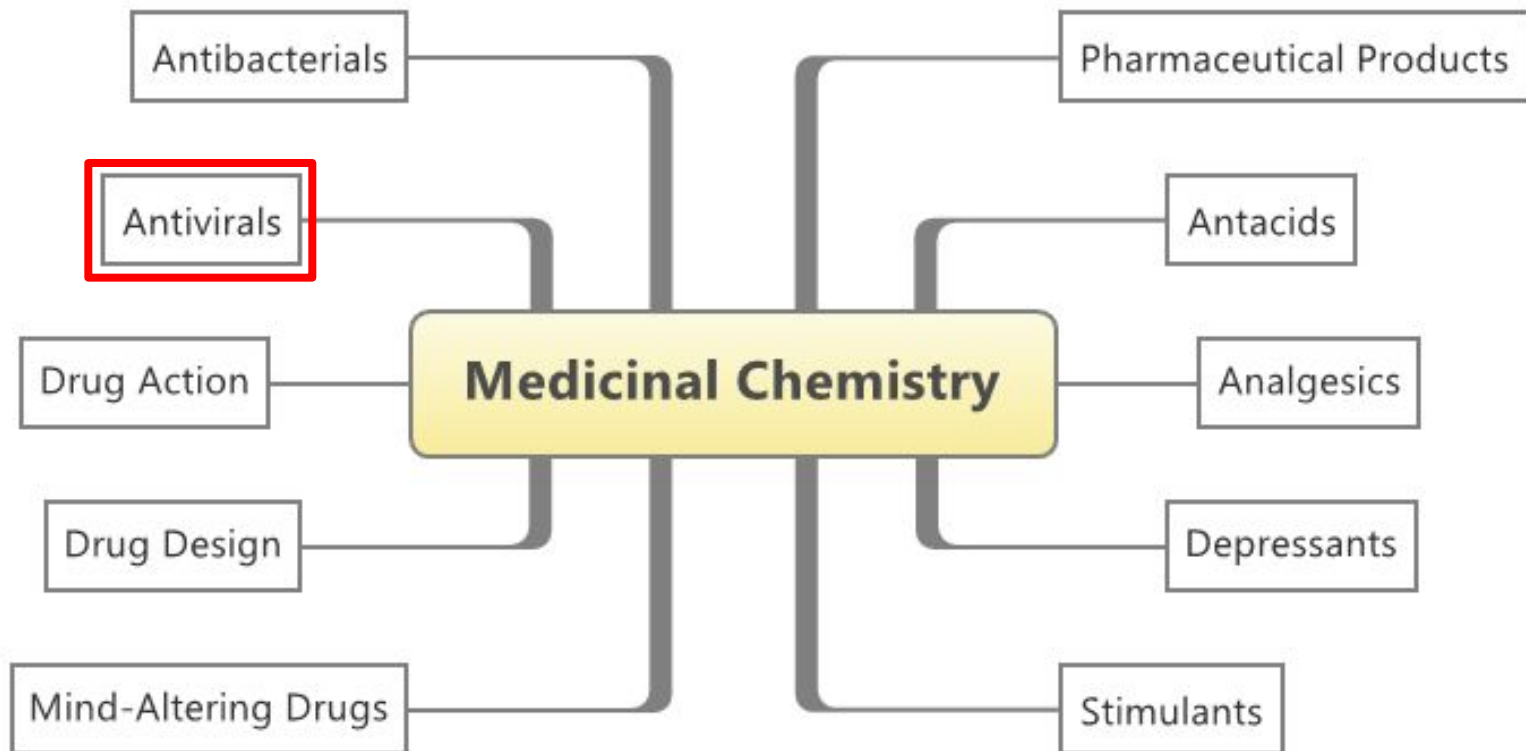 Antibacterials
Pharmaceutical Products
Antivirals
Antacids
Medicinal Chemistry
Drug Action
Analgesics
Drug Design
Depressants
Mind-Altering Drugs
Stimulants